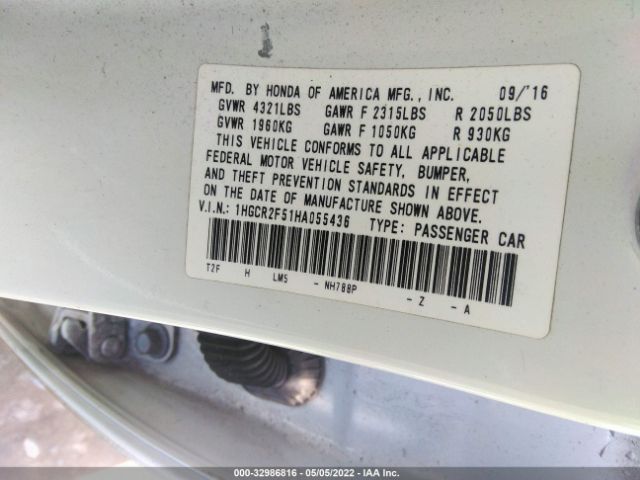 MFD. BY HONDA OF AMERICA MFG., INC. 09/'16
GVWR 4321LBS GAWR F 2315LBS R 2050LBS
GVWR 1960KG GAWR F 1050KG R 930KG
THIS VEHICLE CONFORMS TO ALL APPLICABLE
FEDERAL MOTOR VEHICLE SAFETY, BUMPER,
AND THEFT PREVENTION STANDARDS IN EFFECT
ON THE DATE OF MANUFACTURE SHOWN ABOVE.
V.I.N.: 1HGCR2F51HA055436 TYPE: PASSENGER CAR
T2F H LM5 - NH788P - Z - A
000-32986816 - 05/05/2022 - IAA Inc.